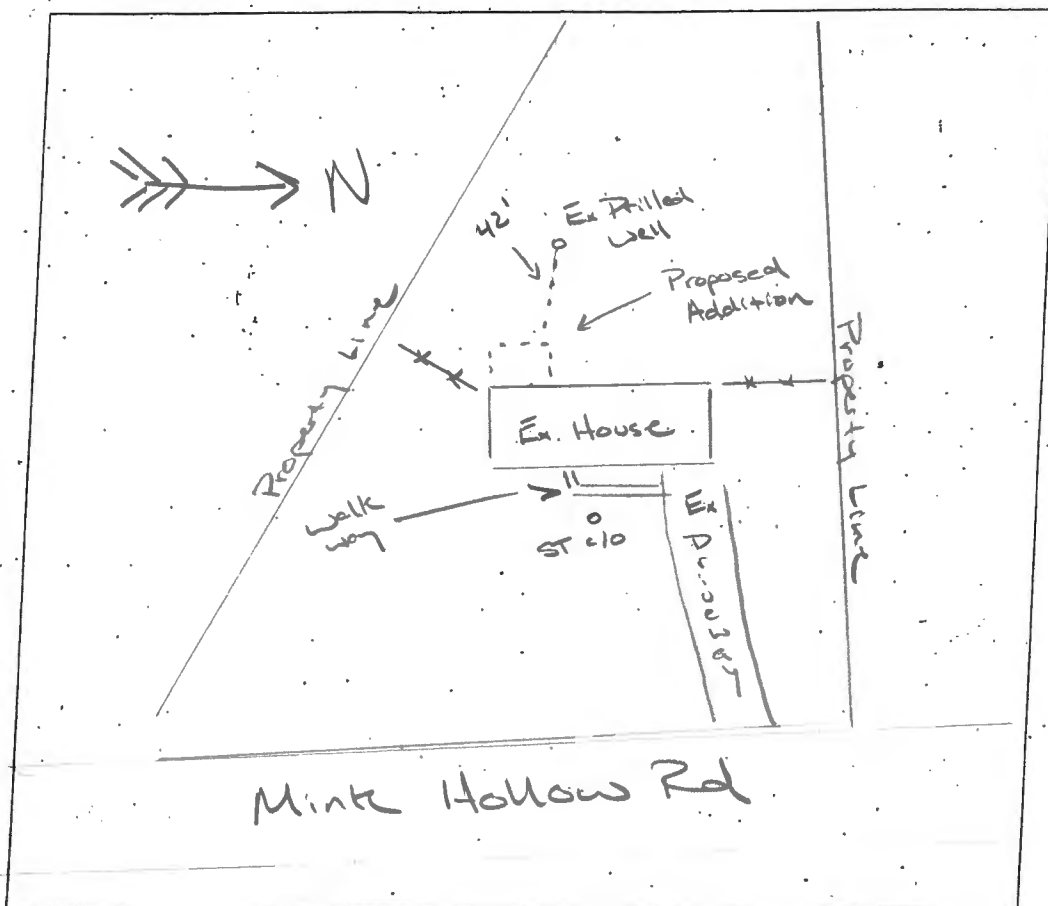 N
42'
Ex Drilled
well
Proposed
Addition
Property Line
Property Line
Ex. House
walk
way
ST c/o
Ex Driveway
Mink Hollow Rd